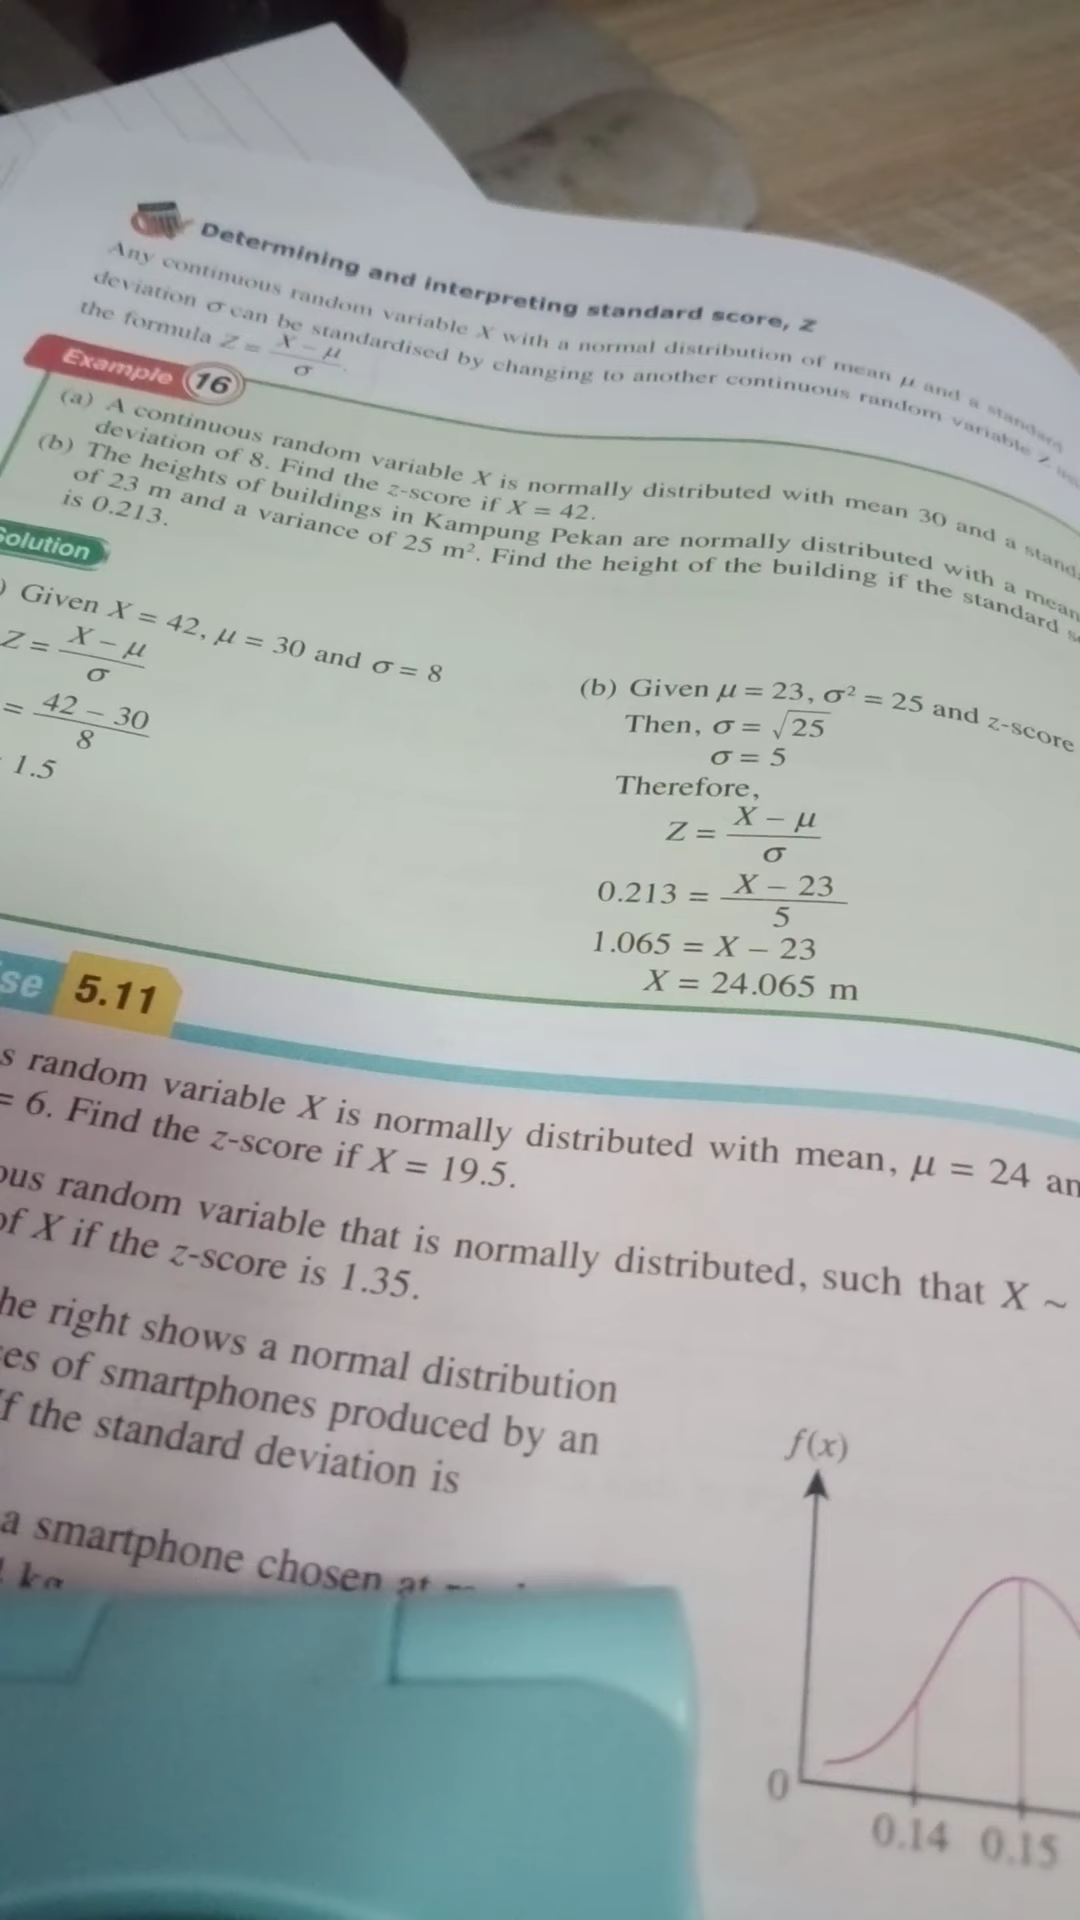 Determining and interpreting standard score, z
Any continuous random variable X with a normal distribution of mean μ and a standard
deviation σ can be standardised by changing to another continuous random variable Z
the formula Z = X – μ / σ.
Example 16
(a) A continuous random variable X is normally distributed with mean 30 and a
deviation of 8. Find the z-score if X = 42.
(b) The heights of buildings in Kampung Pekan are normally distributed with a mean
of 23 m and a variance of 25 m². Find the height of the building if the standard
is 0.213.
Solution
) Given X = 42, μ = 30 and σ = 8
Z = X – μ / σ
= 42 – 30 / 8
1.5
(b) Given μ = 23, σ² = 25 and z-score
Then, σ = √25
σ = 5
Therefore,
Z = X – μ / σ
0.213 = X – 23 / 5
1.065 = X – 23
X = 24.065 m
se 5.11
s random variable X is normally distributed with mean, μ = 24 an
= 6. Find the z-score if X = 19.5.
ous random variable that is normally distributed, such that X ~
of X if the z-score is 1.35.
he right shows a normal distribution
es of smartphones produced by an
f the standard deviation is
a smartphone chosen at
kg
f(x)
0
0.14 0.15